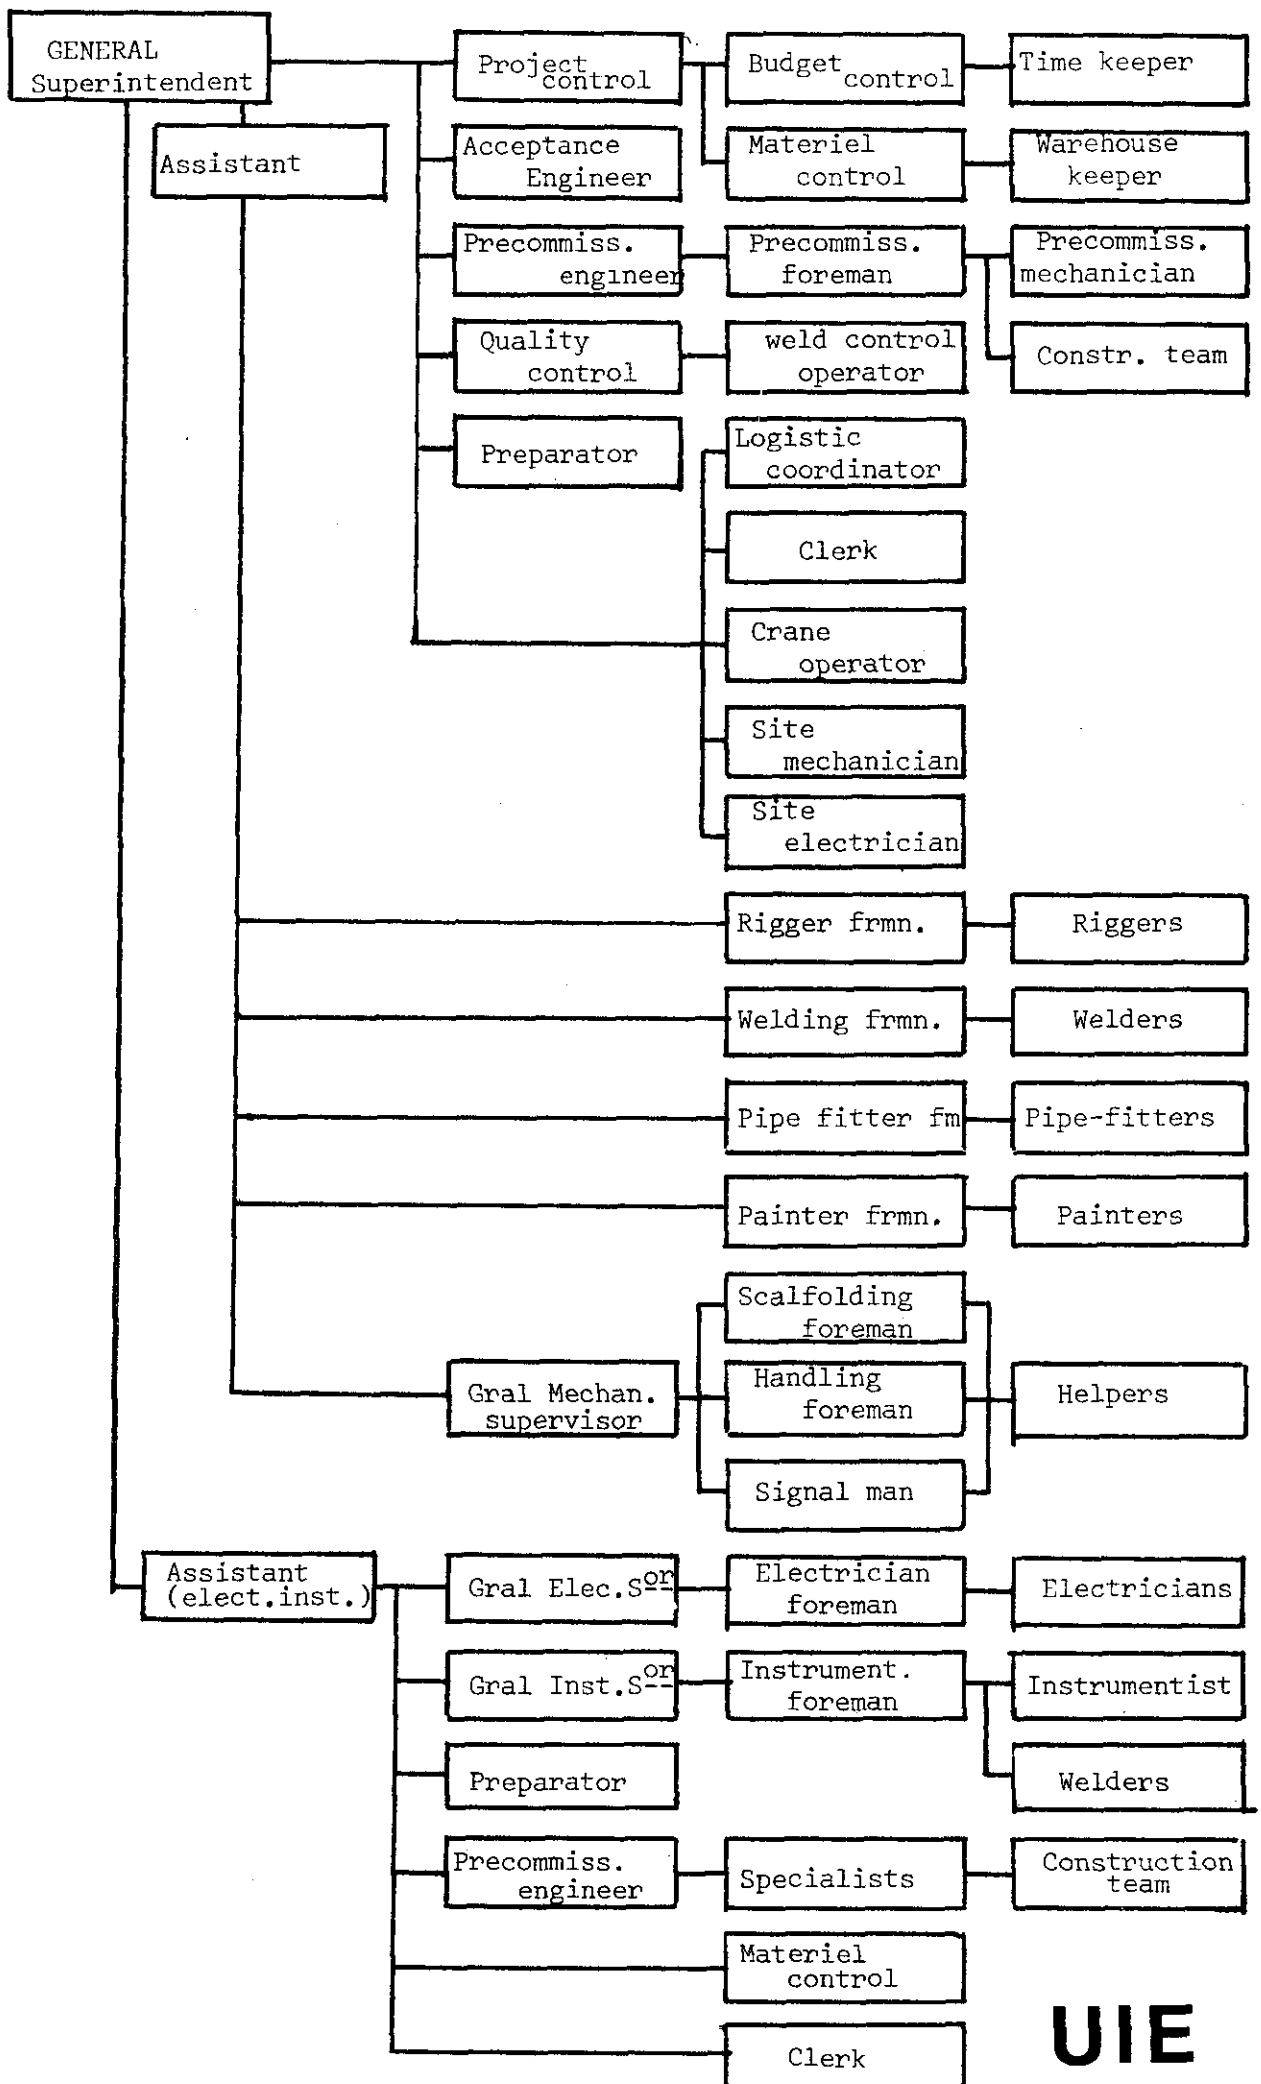 GENERAL
Superintendent
Assistant
Project
control
Budget
control
Time keeper
Acceptance
Engineer
Materiel
control
Warehouse
keeper
Precommiss.
engineer
Precommiss.
foreman
Precommiss.
mechanician
Quality
control
weld control
operator
Constr. team
Preparator
Logistic
coordinator
Clerk
Crane
operator
Site
mechanician
Site
electrician
Rigger frmn.
Riggers
Welding frmn.
Welders
Pipe fitter fm
Pipe-fitters
Painter frmn.
Painters
Gral Mechan.
supervisor
Scalfolding
foreman
Handling
foreman
Signal man
Helpers
Assistant
(elect.inst.)
Gral Elec.Sor
Electrician
foreman
Electricians
Gral Inst.Sor
Instrument.
foreman
Instrumentist
Welders
Preparator
Precommiss.
engineer
Specialists
Construction
team
Materiel
control
Clerk
UIE